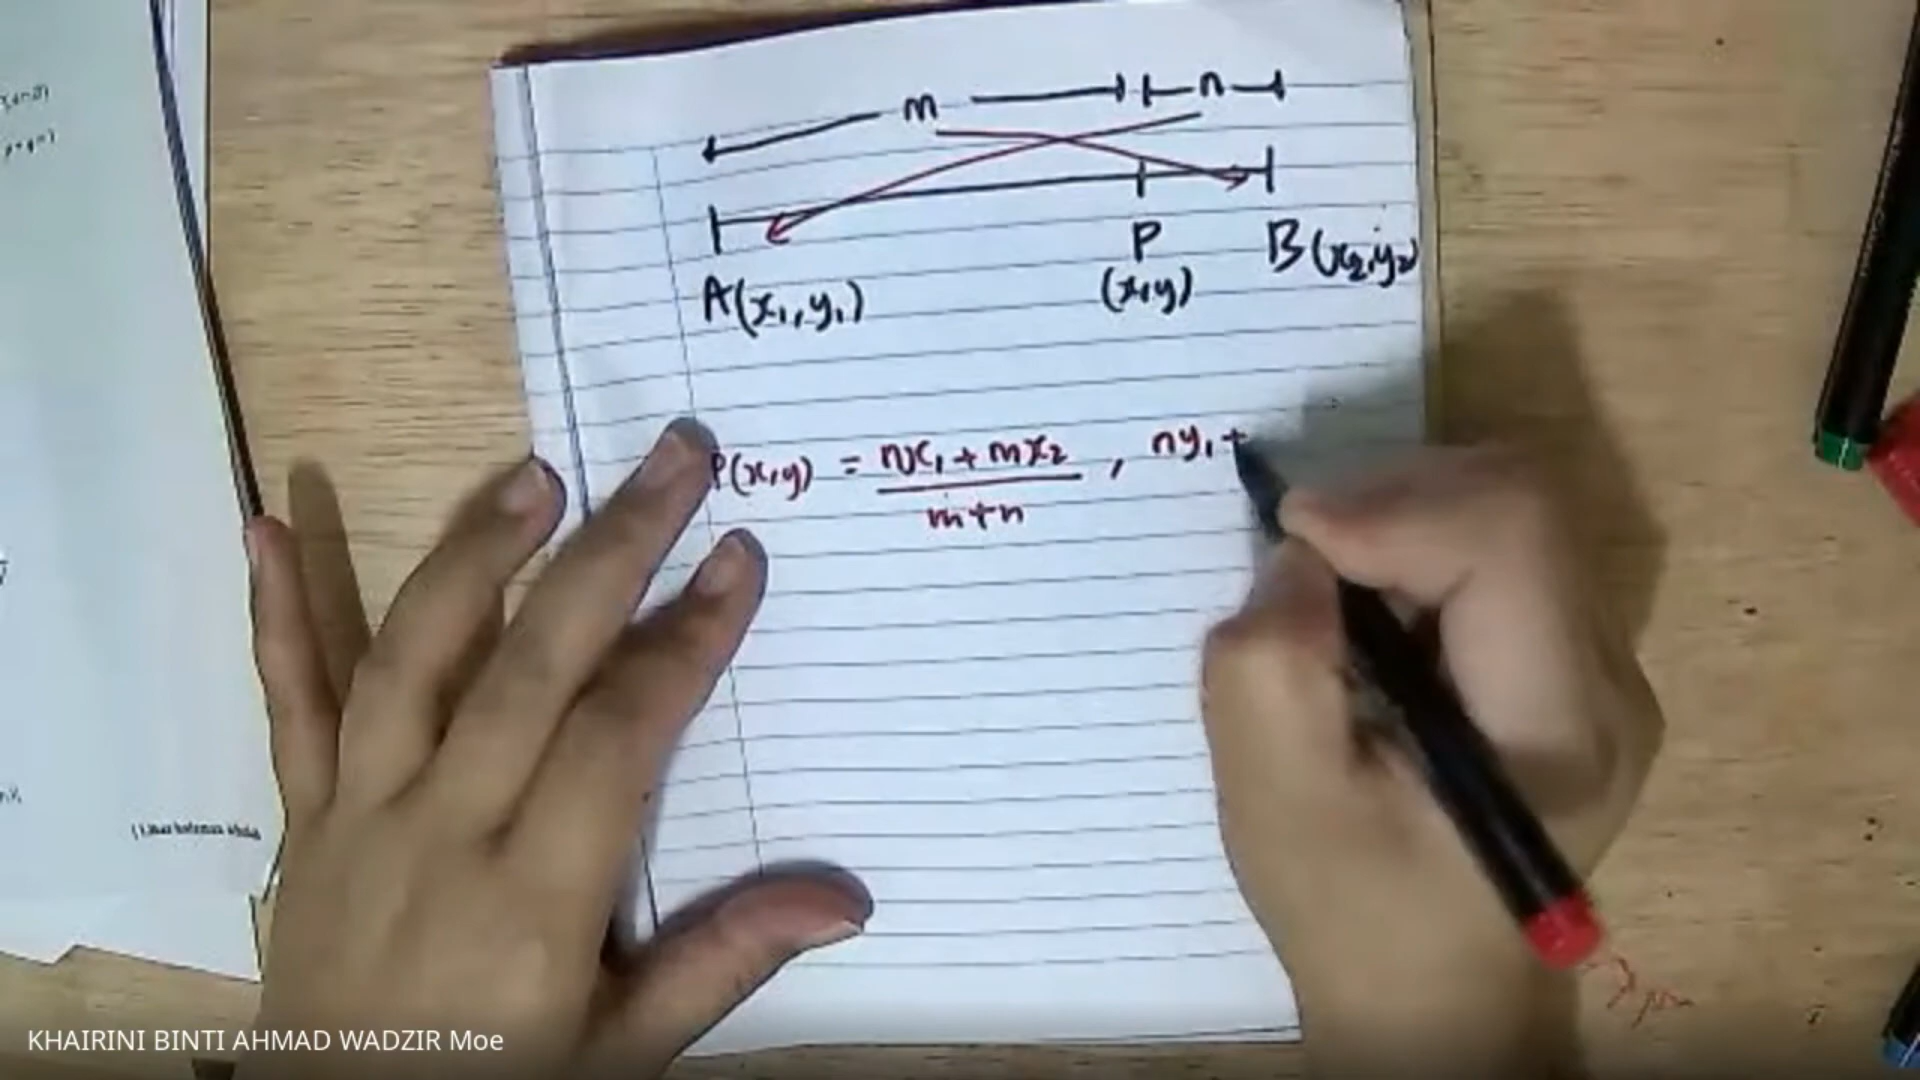 m n
P
B(x₂,y₂)
A(x₁,y₁)
(x,y)
P(x,y) = nx₁ + mx₂ , ny₁ +
m+n
KHAIRINI BINTI AHMAD WADZIR Moe